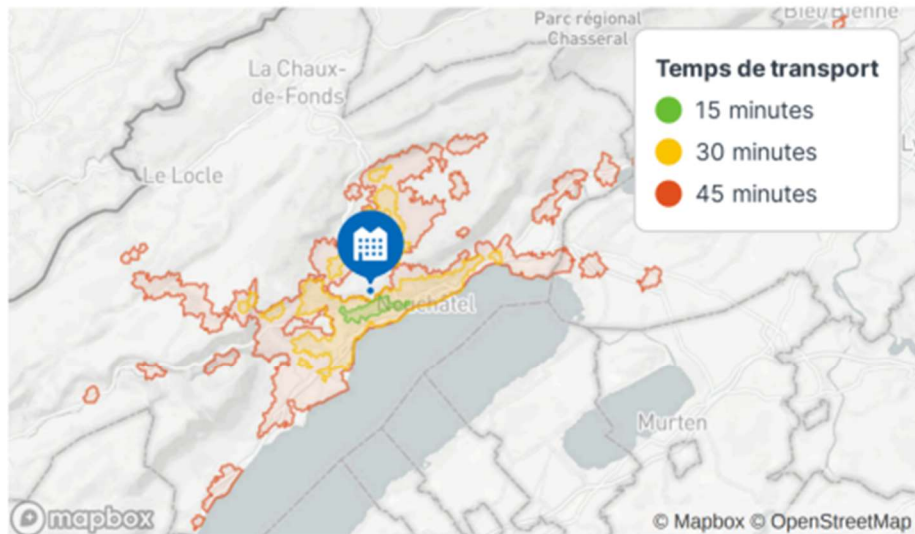 Parc régional
Chasseral
Biel/Bienne
La Chaux-
de-Fonds
Le Locle
Neuchâtel
Murten
Temps de transport
15 minutes
30 minutes
45 minutes
mapbox
© Mapbox © OpenStreetMap